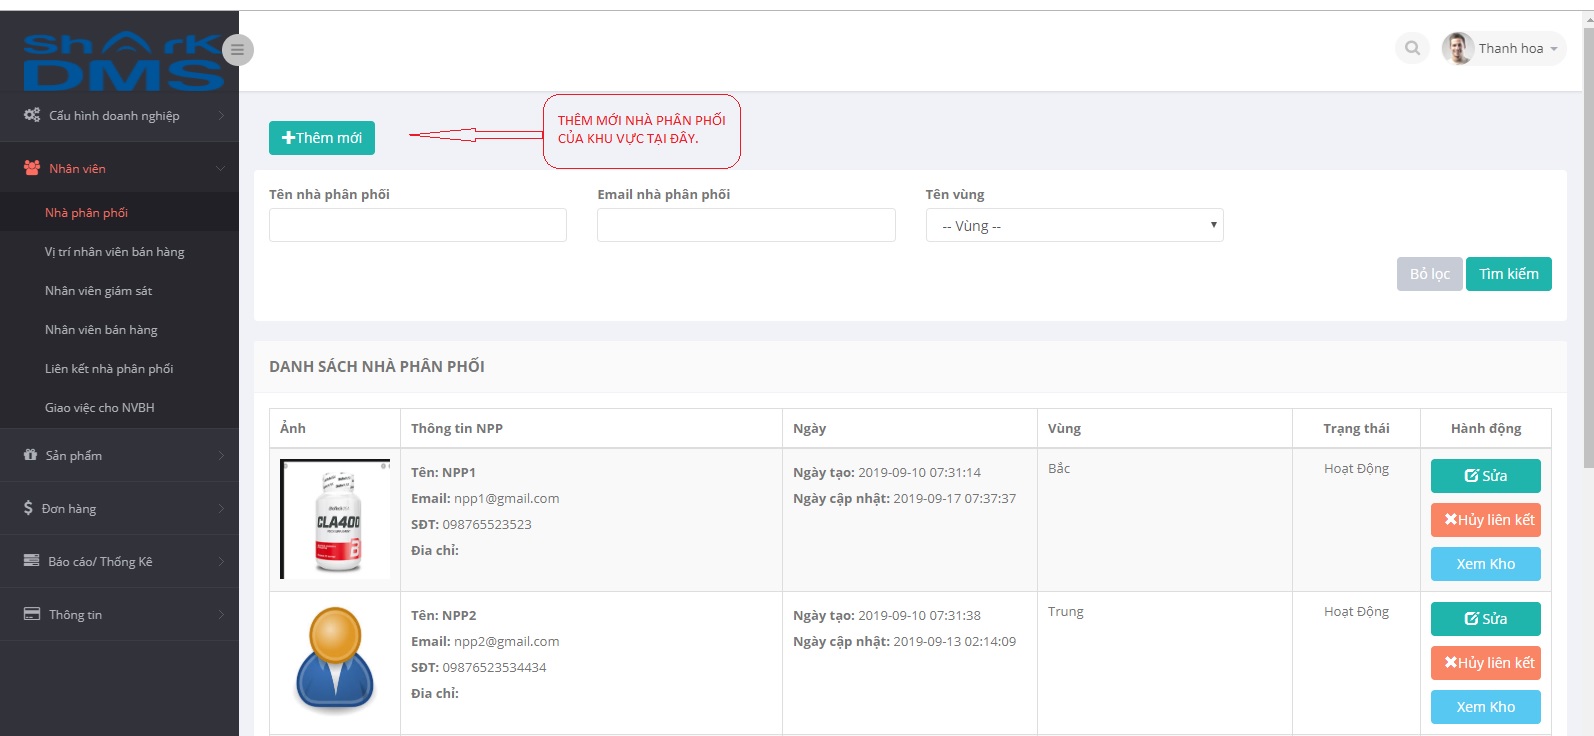 Shark
DMS
Thanh hoa
Cấu hình doanh nghiệp
Nhân viên
Nhà phân phối
Vị trí nhân viên bán hàng
Nhân viên giám sát
Nhân viên bán hàng
Liên kết nhà phân phối
Giao việc cho NVBH
Sản phẩm
Đơn hàng
Báo cáo/ Thống Kê
Thông tin
Thêm mới
THÊM MỚI NHÀ PHÂN PHỐI
CỦA KHU VỰC TẠI ĐÂY.
Tên nhà phân phối
Email nhà phân phối
Tên vùng
-- Vùng --
Bỏ lọc
Tìm kiếm
DANH SÁCH NHÀ PHÂN PHỐI
Ảnh
Thông tin NPP
Ngày
Vùng
Trạng thái
Hành động
CLA400
Tên: NPP1
Email: npp1@gmail.com
SĐT: 098765523523
Đia chỉ:
Ngày tạo: 2019-09-10 07:31:14
Ngày cập nhật: 2019-09-17 07:37:37
Bắc
Hoạt Động
Sửa
Hủy liên kết
Xem Kho
Tên: NPP2
Email: npp2@gmail.com
SĐT: 09876523534434
Đia chỉ:
Ngày tạo: 2019-09-10 07:31:38
Ngày cập nhật: 2019-09-13 02:14:09
Trung
Hoạt Động
Sửa
Hủy liên kết
Xem Kho